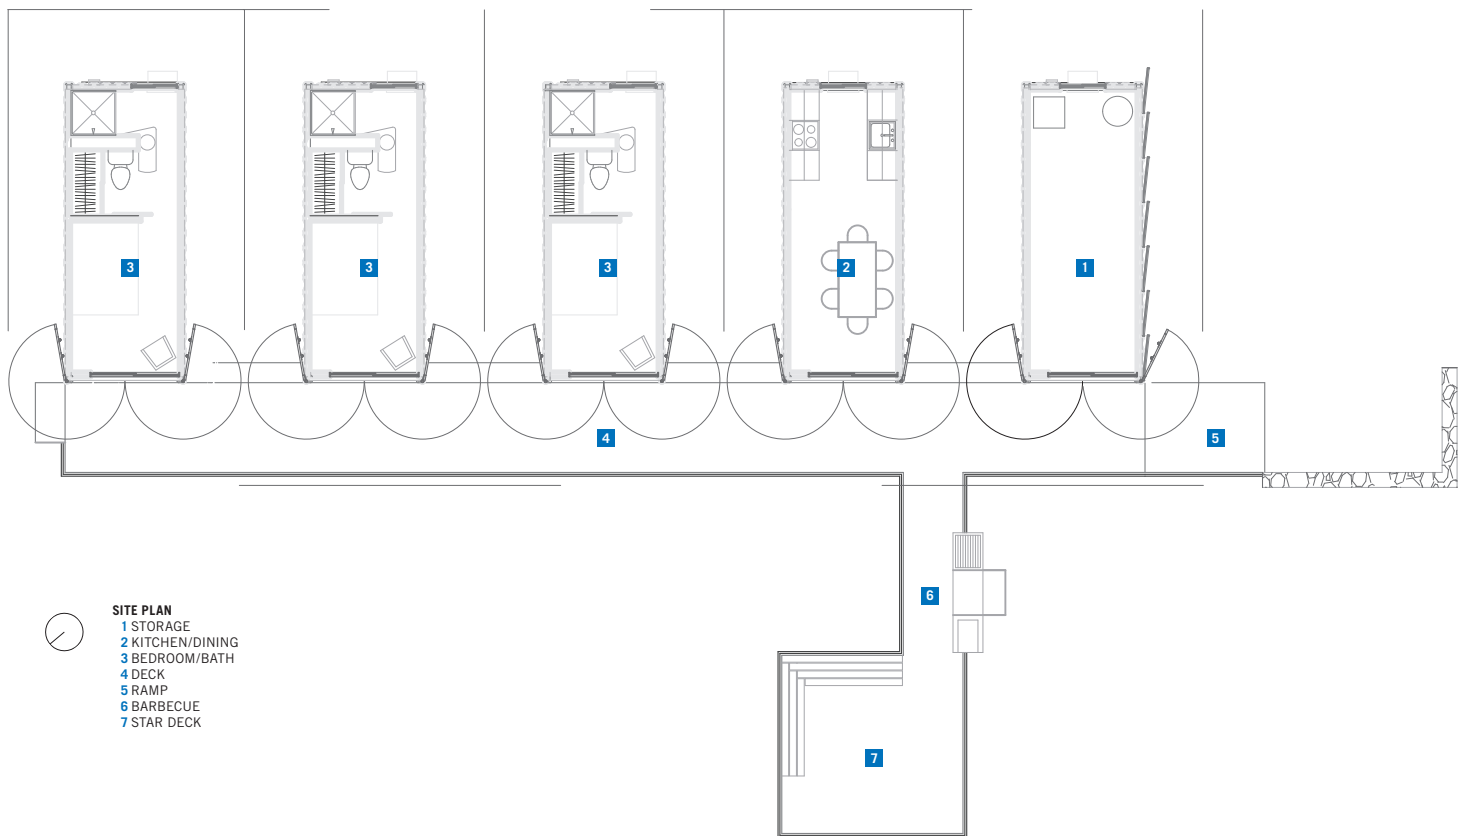 3
3
3
2
1
4
5
6
7
SITE PLAN
1 STORAGE
2 KITCHEN/DINING
3 BEDROOM/BATH
4 DECK
5 RAMP
6 BARBECUE
7 STAR DECK